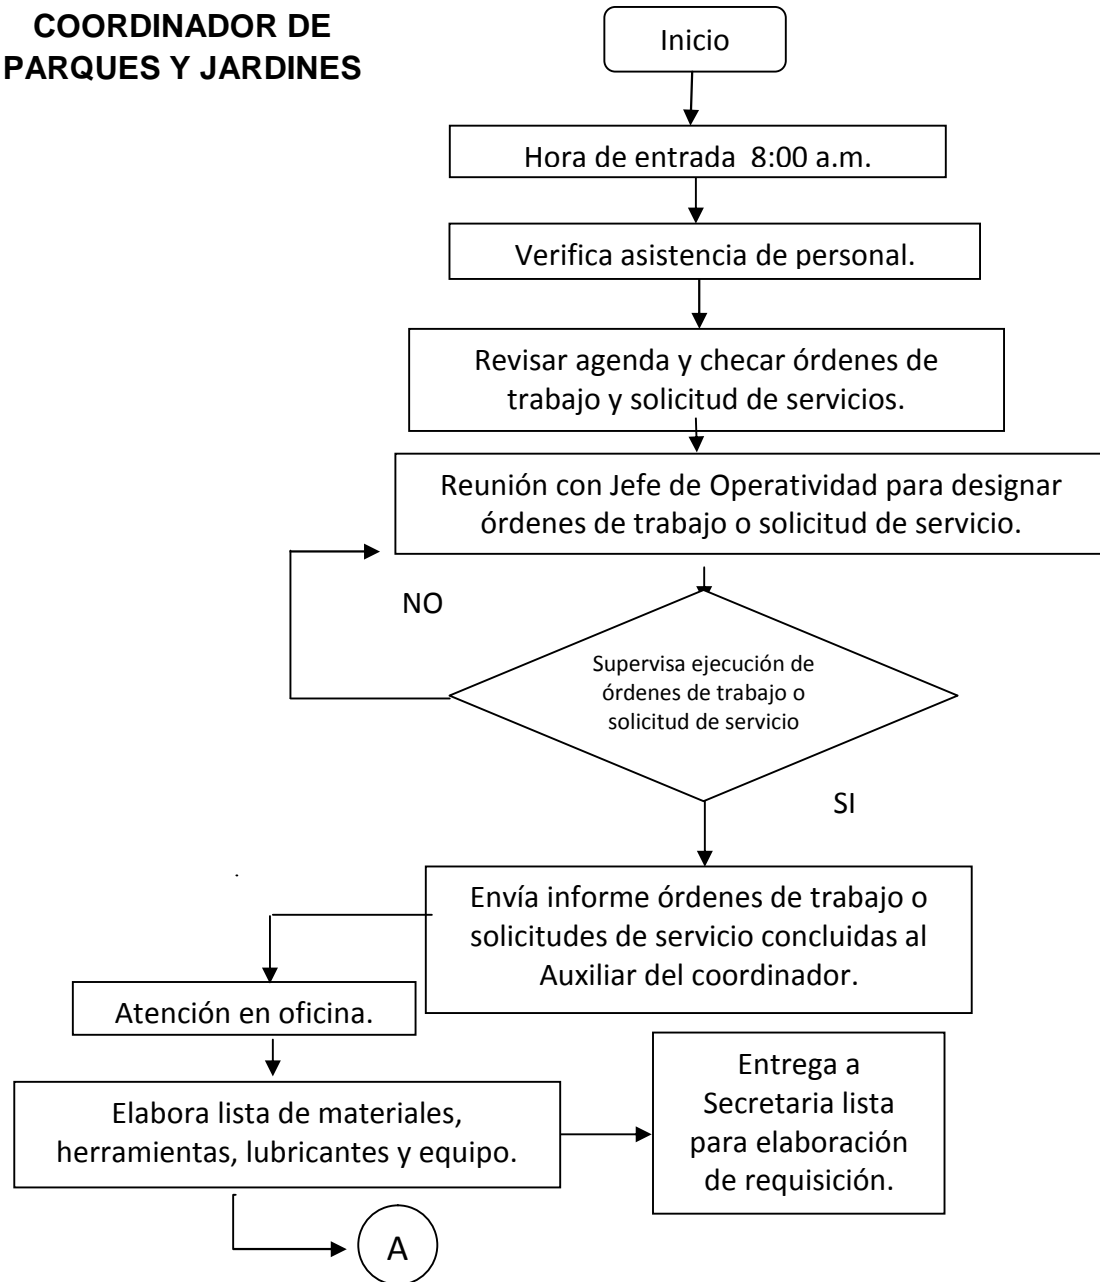 COORDINADOR DE
PARQUES Y JARDINES
Inicio
Hora de entrada 8:00 a.m.
Verifica asistencia de personal.
Revisar agenda y checar órdenes de
trabajo y solicitud de servicios.
Reunión con Jefe de Operatividad para designar
órdenes de trabajo o solicitud de servicio.
NO
Supervisa ejecución de
órdenes de trabajo o
solicitud de servicio
SI
Envía informe órdenes de trabajo o
solicitudes de servicio concluidas al
Auxiliar del coordinador.
Atención en oficina.
Elabora lista de materiales,
herramientas, lubricantes y equipo.
Entrega a
Secretaria lista
para elaboración
de requisición.
A